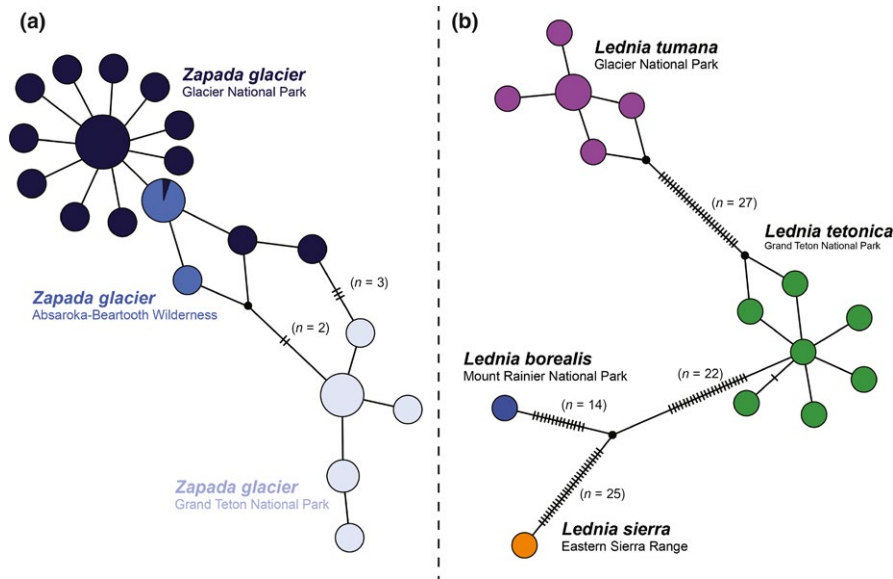 (a)
Zapada glacier
Glacier National Park
(n = 3)
Zapada glacier
Absaroka-Beartooth Wilderness
(n = 2)
Zapada glacier
Grand Teton National Park
(b)
Lednia tumana
Glacier National Park
(n = 27)
Lednia tetonica
Grand Teton National Park
Lednia borealis
Mount Rainier National Park
(n = 22)
(n = 14)
(n = 25)
Lednia sierra
Eastern Sierra Range